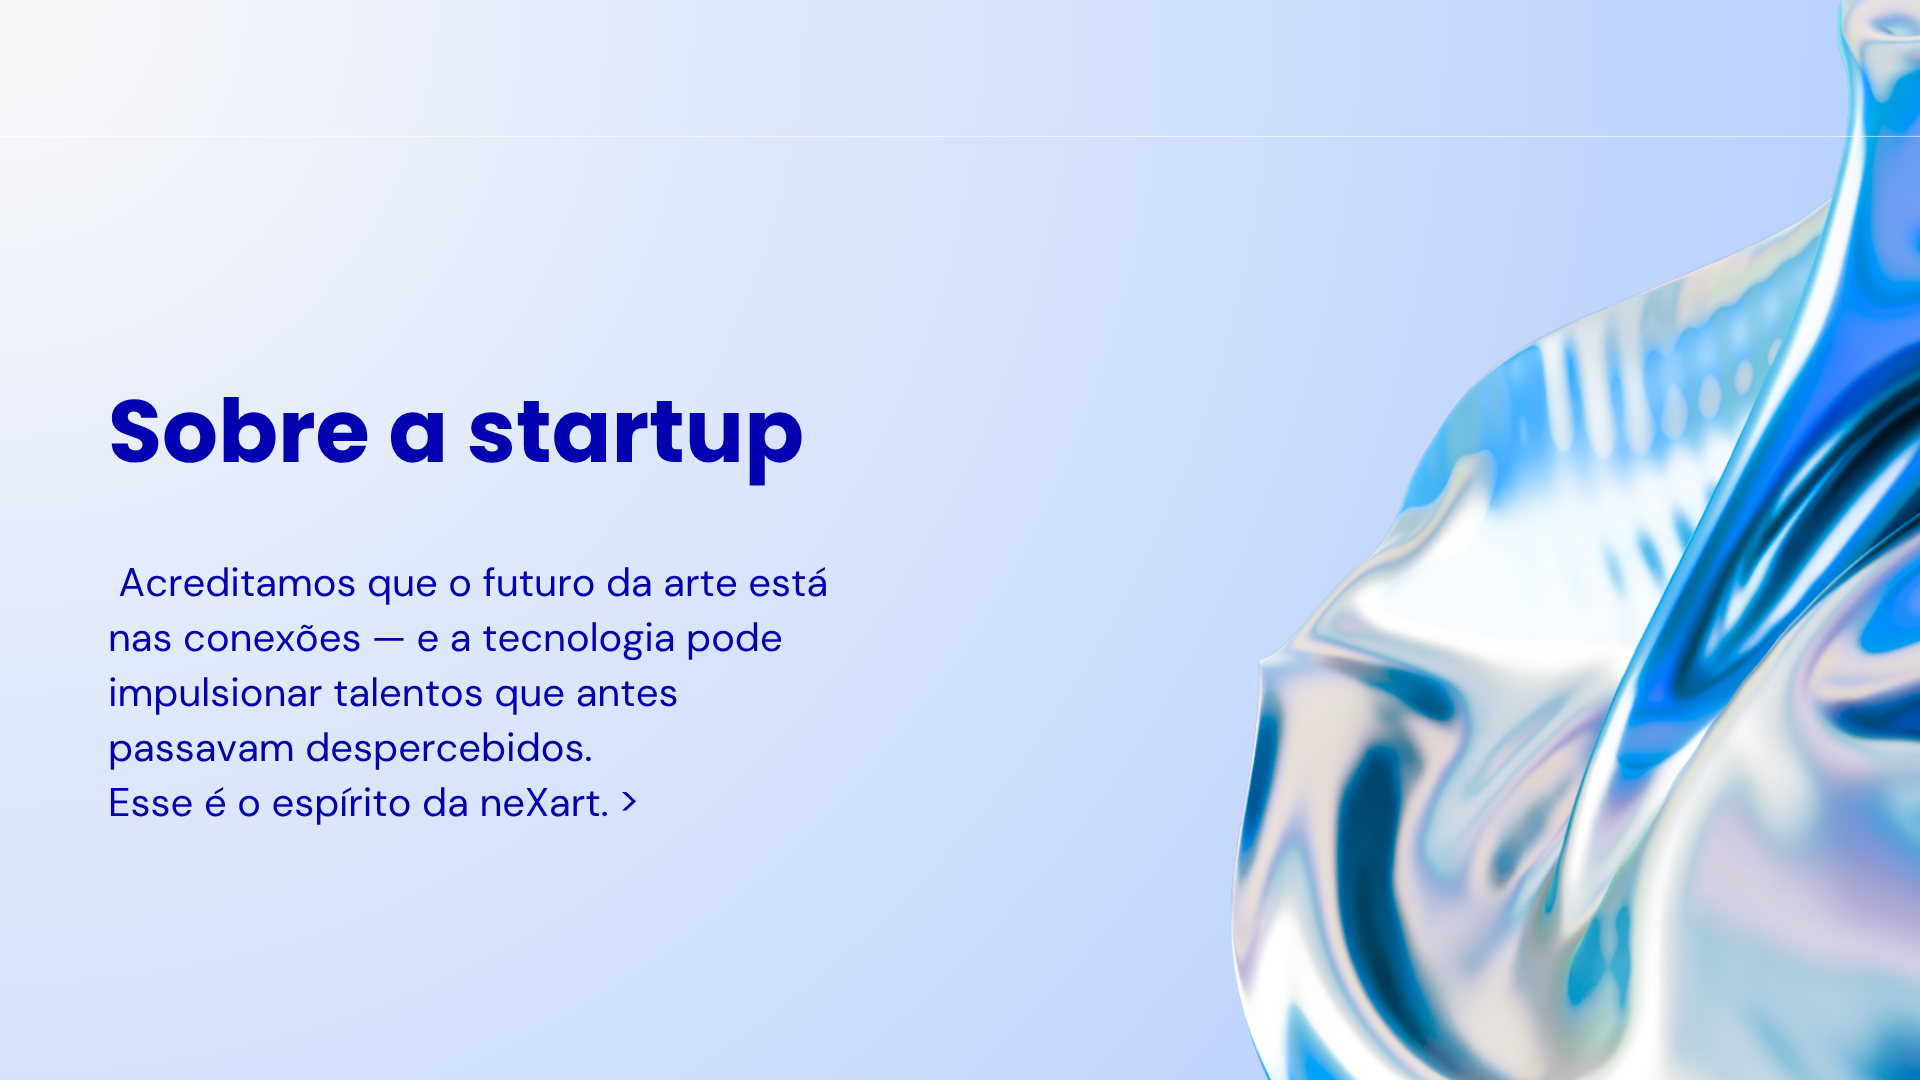 Sobre a startup
Acreditamos que o futuro da arte está
nas conexões — e a tecnologia pode
impulsionar talentos que antes
passavam despercebidos.
Esse é o espírito da neXart. >